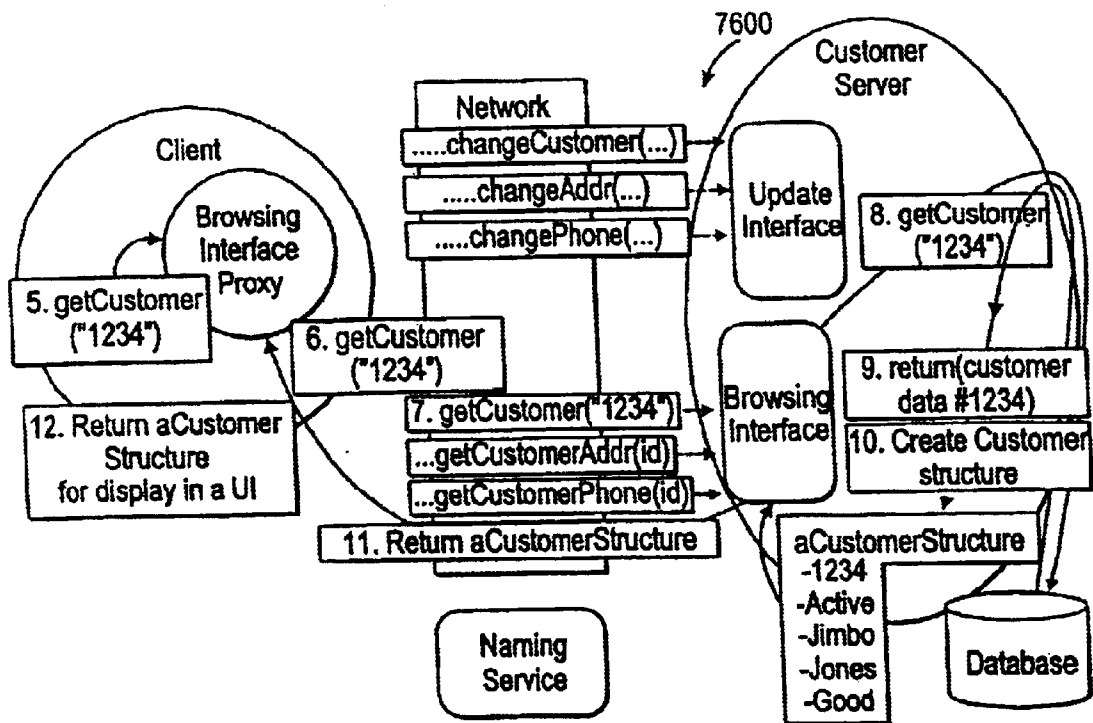 7600
Customer
Server
Network
.....changeCustomer(...)
.....changeAddr(...)
.....changePhone(...)
Client
Browsing
Interface
Proxy
Update
Interface
5. getCustomer
("1234")
6. getCustomer
("1234")
7. getCustomer("1234")
...getCustomerAddr(id)
...getCustomerPhone(id)
Browsing
Interface
8. getCustomer
("1234")
9. return(customer
data #1234)
10. Create Customer
structure
11. Return aCustomerStructure
12. Return aCustomer
Structure
for display in a UI
aCustomerStructure
-1234
-Active
-Jimbo
-Jones
-Good
Naming
Service
Database